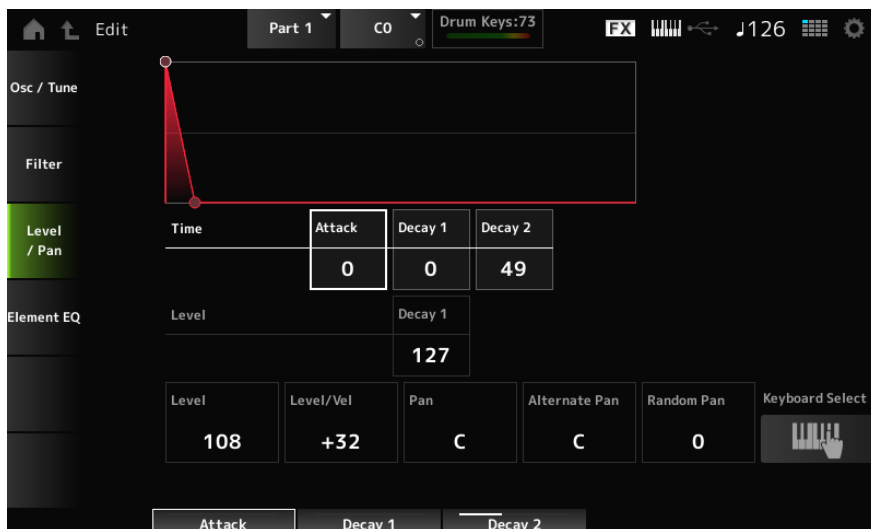 Edit
Part 1
C0
Drum Keys:73
FX
♩126
Osc / Tune
Filter
Level
/ Pan
Element EQ
Time
Attack
Decay 1
Decay 2
0
0
49
Level
Decay 1
127
Level
Level/Vel
Pan
Alternate Pan
Random Pan
Keyboard Select
108
+32
C
C
0
Attack
Decay 1
Decay 2